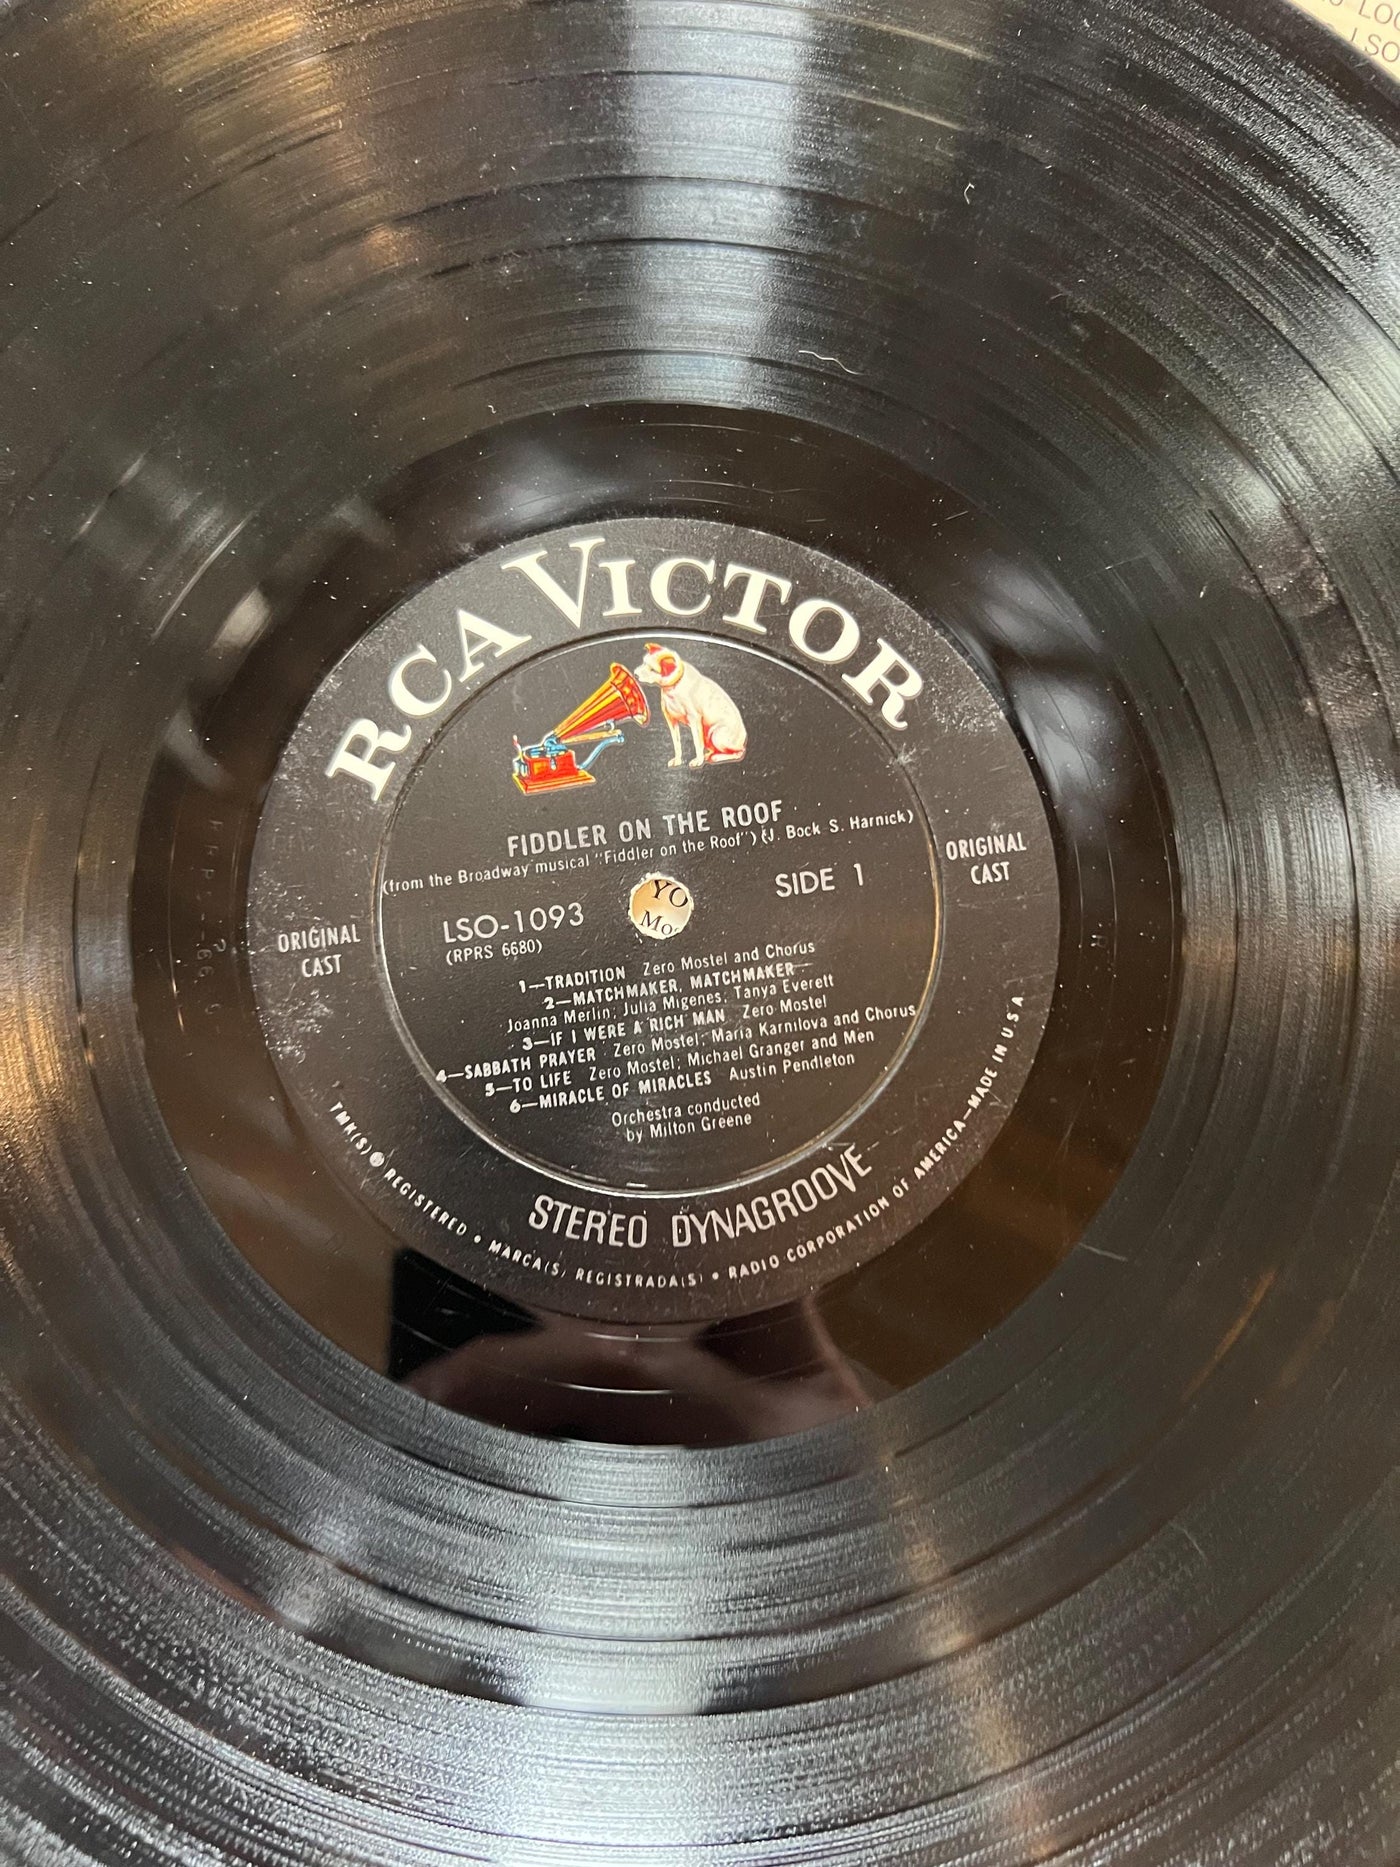 LSO
RCA VICTOR
FIDDLER ON THE ROOF
(from the Broadway musical "Fiddler on the Roof") (J. Bock S. Harnick)
ORIGINAL
CAST
SIDE 1
YO
Mo
LSO-1093
(RPRS 6680)
ORIGINAL
CAST
1—TRADITION Zero Mostel and Chorus
2—MATCHMAKER, MATCHMAKER—
Joanna Merlin; Julia Migenes; Tanya Everett
3—IF I WERE A RICH MAN Zero Mostel
4—SABBATH PRAYER Zero Mostel; Maria Karnilova and Chorus
5—TO LIFE Zero Mostel; Michael Granger and Men
6—MIRACLE OF MIRACLES Austin Pendleton
Orchestra conducted
by Milton Greene
STEREO DYNAGROOVE
TMK(S) ® REGISTERED • MARCA(S) REGISTRADA(S) • RADIO CORPORATION OF AMERICA—MADE IN U S A